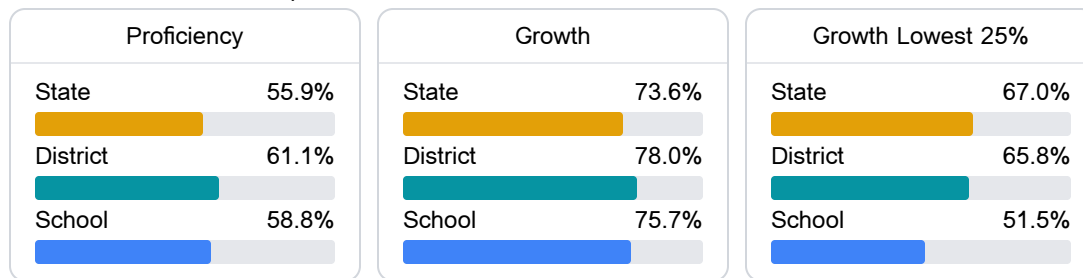 Proficiency
State 55.9%
District 61.1%
School 58.8%
Growth
State 73.6%
District 78.0%
School 75.7%
Growth Lowest 25%
State 67.0%
District 65.8%
School 51.5%